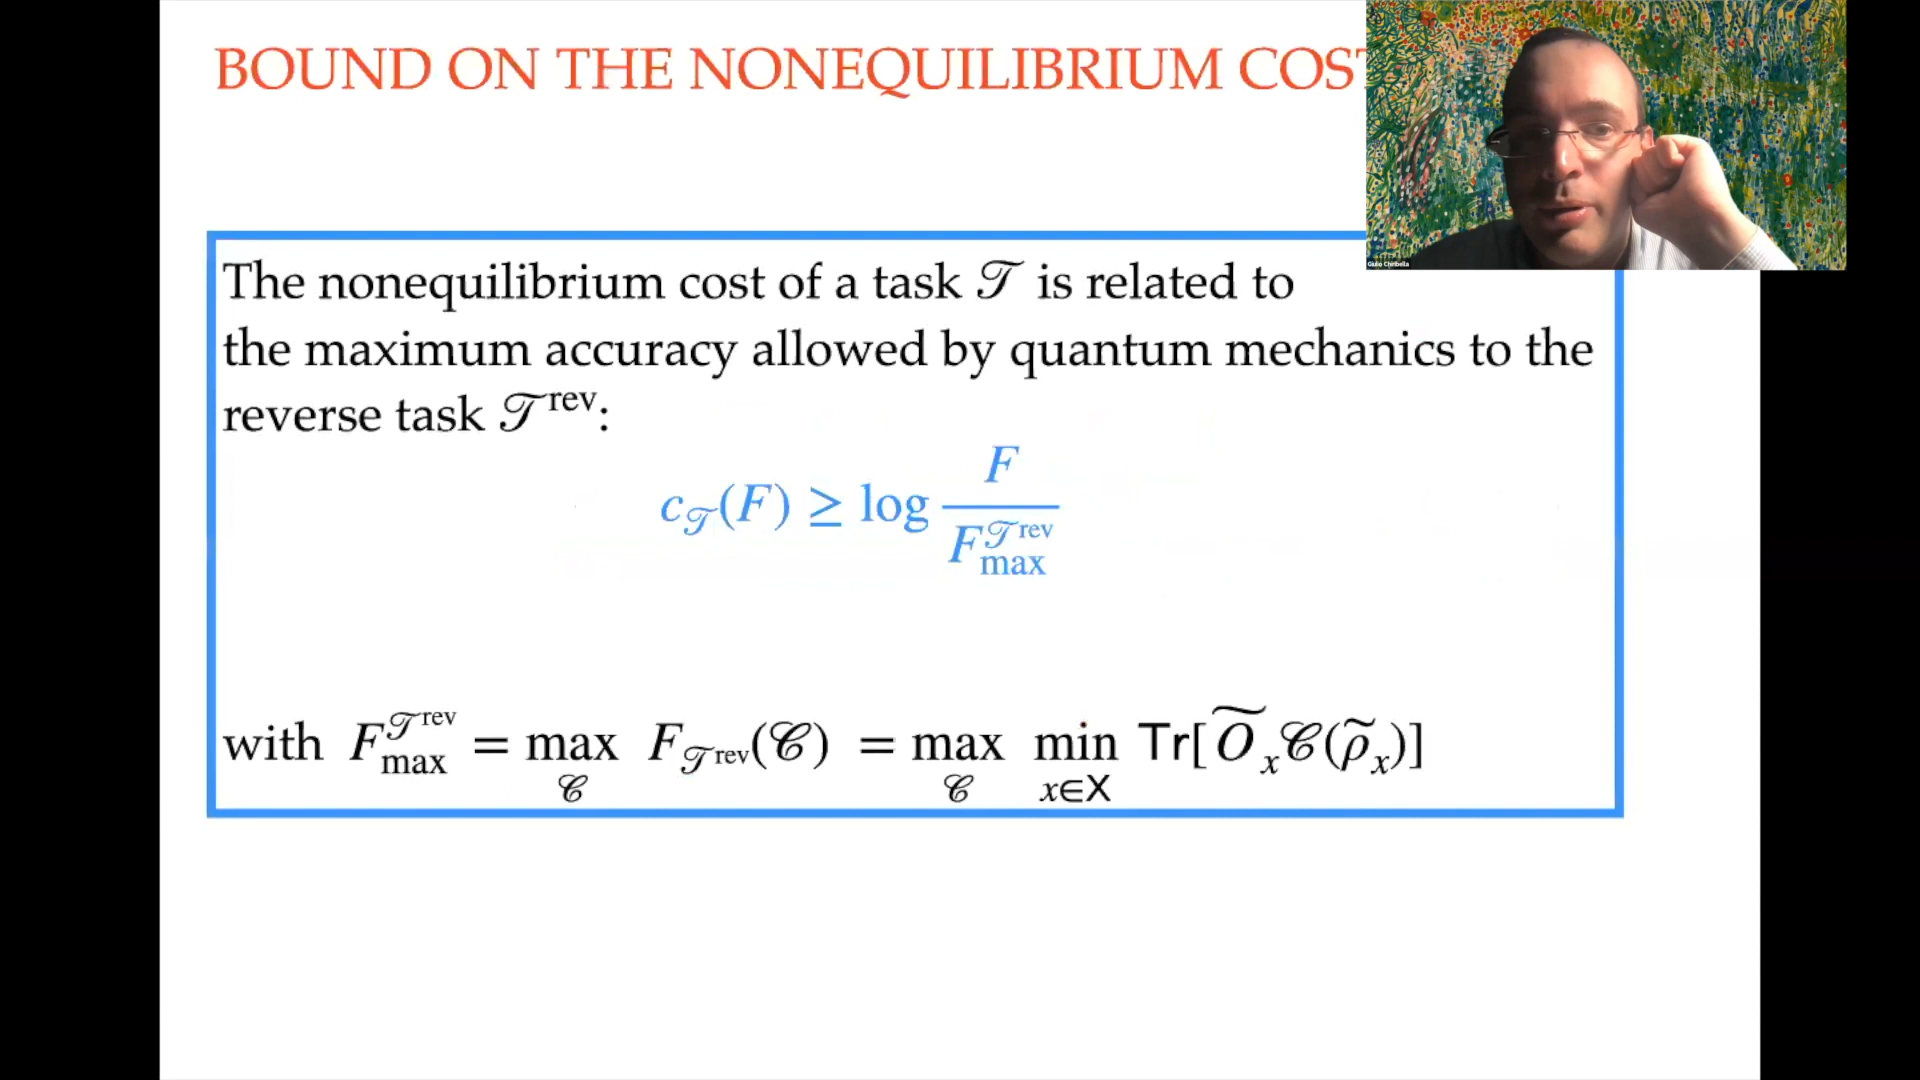 BOUND ON THE NONEQUILIBRIUM COST
Giulio Chiribella
The nonequilibrium cost of a task 𝒯 is related to
the maximum accuracy allowed by quantum mechanics to the
reverse task 𝒯^rev:
c_𝒯(F) ≥ log F / F_max^{𝒯^rev}
with F_max^{𝒯^rev} = max_𝒞 F_{𝒯^rev}(𝒞) = max_𝒞 min_{x∈X} Tr[Õ_x 𝒞(ρ̃_x)]